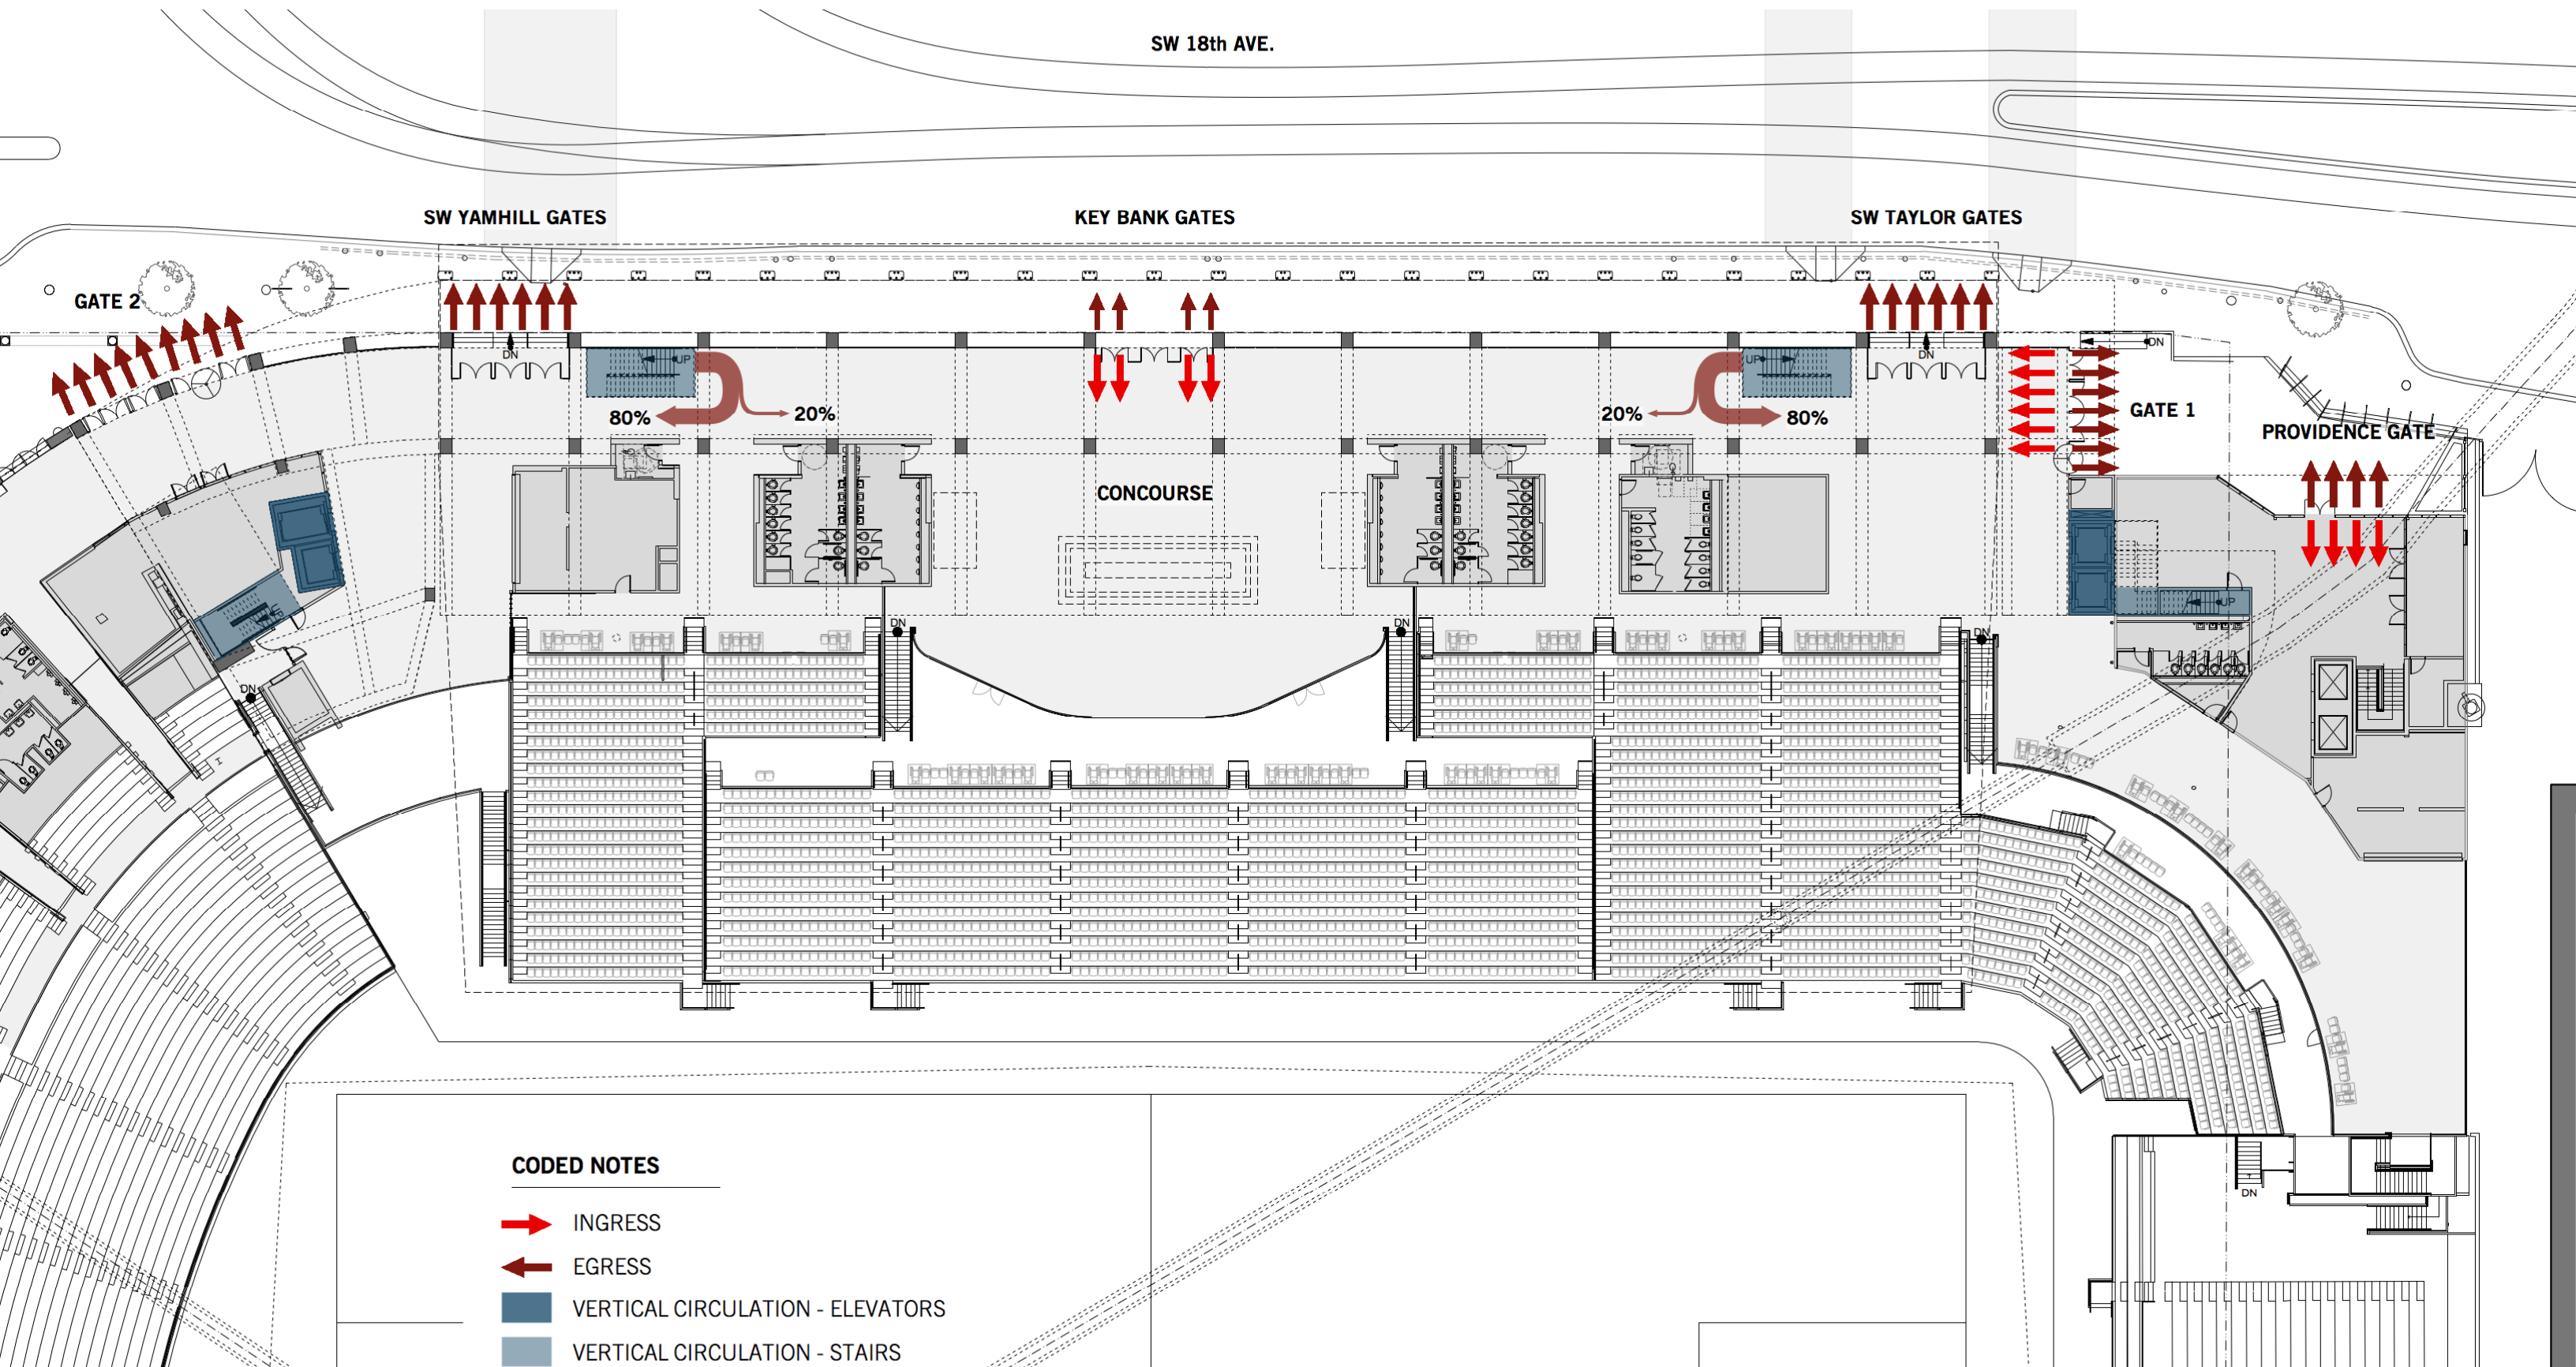 SW 18th AVE.
SW YAMHILL GATES
KEY BANK GATES
SW TAYLOR GATES
GATE 2
DN
UP
80%
20%
UP
20%
80%
DN
DN
GATE 1
PROVIDENCE GATE
CONCOURSE
UP
UP
DN
DN
DN
DN
DN
CODED NOTES
INGRESS
EGRESS
VERTICAL CIRCULATION - ELEVATORS
VERTICAL CIRCULATION - STAIRS